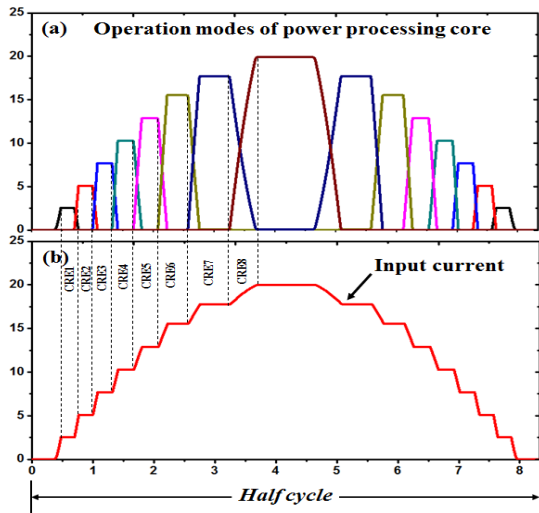 25
(a) Operation modes of power processing core
20
15
10
5
0
25
(b)
CRE1
CRE2
CRE3
CRE4
CRE5
CRE6
CRE7
CRE8
Input current
20
15
10
5
0
0 1 2 3 4 5 6 7 8
Half cycle